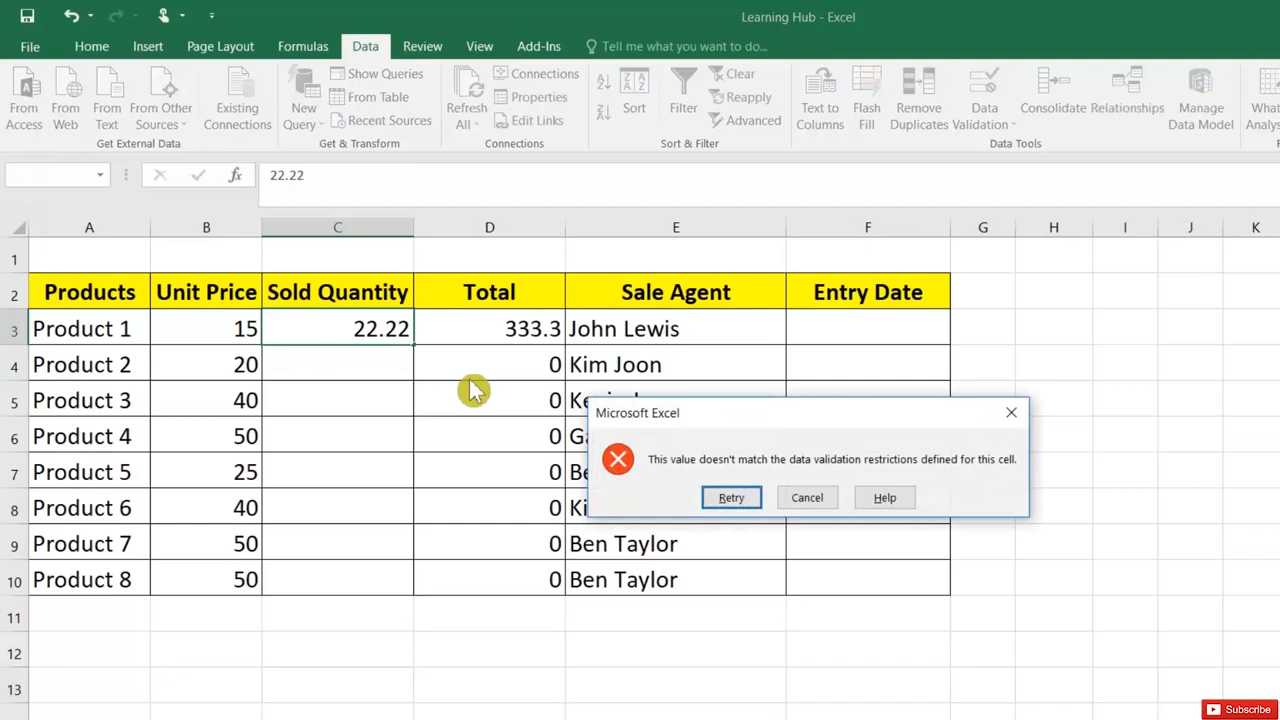 Learning Hub - Excel
File Home Insert Page Layout Formulas Data Review View Add-Ins Tell me what you want to do...
From Access
From Web
From Text
From Other Sources
Existing Connections
Get External Data
New Query
Show Queries
From Table
Recent Sources
Get & Transform
Refresh All
Connections
Properties
Edit Links
Connections
Sort
Filter
Clear
Reapply
Advanced
Sort & Filter
Text to Columns
Flash Fill
Remove Duplicates
Data Validation
Consolidate
Relationships
Manage Data Model
Data Tools
fx 22.22
A B C D E F G H I J K
1
2 Products Unit Price Sold Quantity Total Sale Agent Entry Date
3 Product 1 15 22.22 333.3 John Lewis
4 Product 2 20 0 Kim Joon
5 Product 3 40 0
6 Product 4 50 0
7 Product 5 25 0
8 Product 6 40 0
9 Product 7 50 0 Ben Taylor
10 Product 8 50 0 Ben Taylor
11
12
13
Microsoft Excel
This value doesn't match the data validation restrictions defined for this cell.
Retry Cancel Help
Subscribe